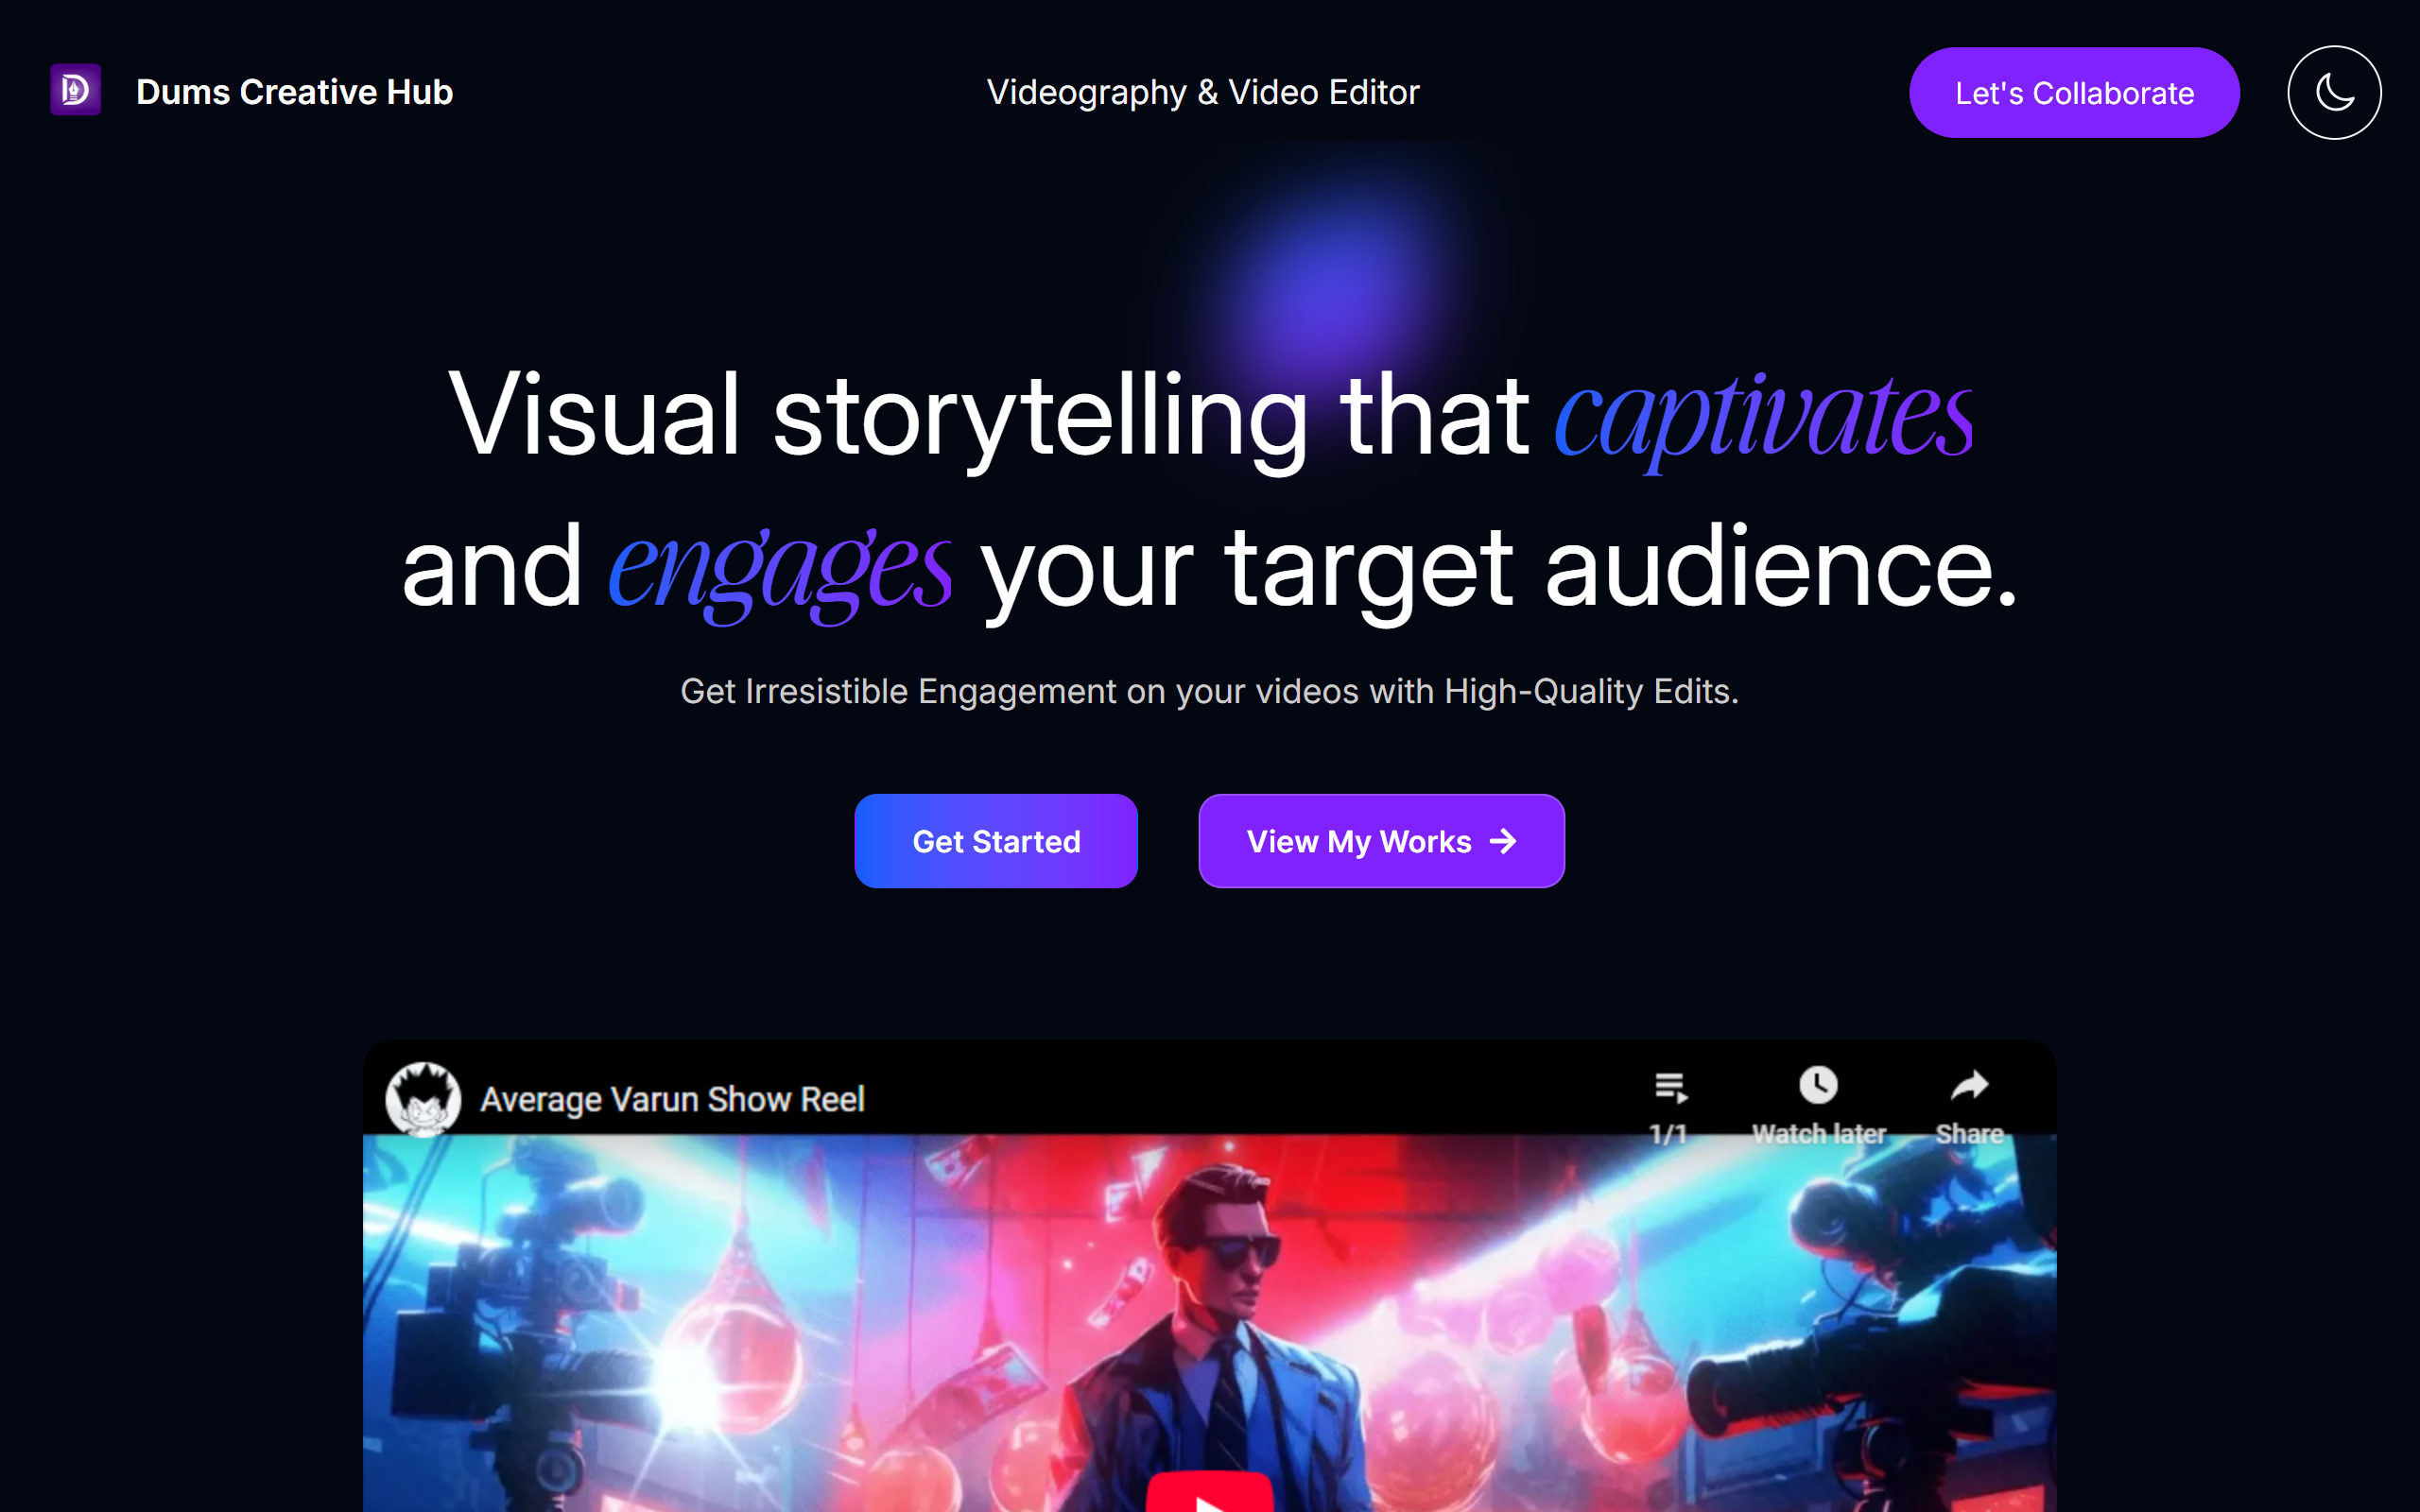 Dums Creative Hub
Videography & Video Editor
Let's Collaborate
Visual storytelling that captivates
and engages your target audience.
Get Irresistible Engagement on your videos with High-Quality Edits.
Get Started
View My Works
Average Varun Show Reel
1/1
Watch later
Share